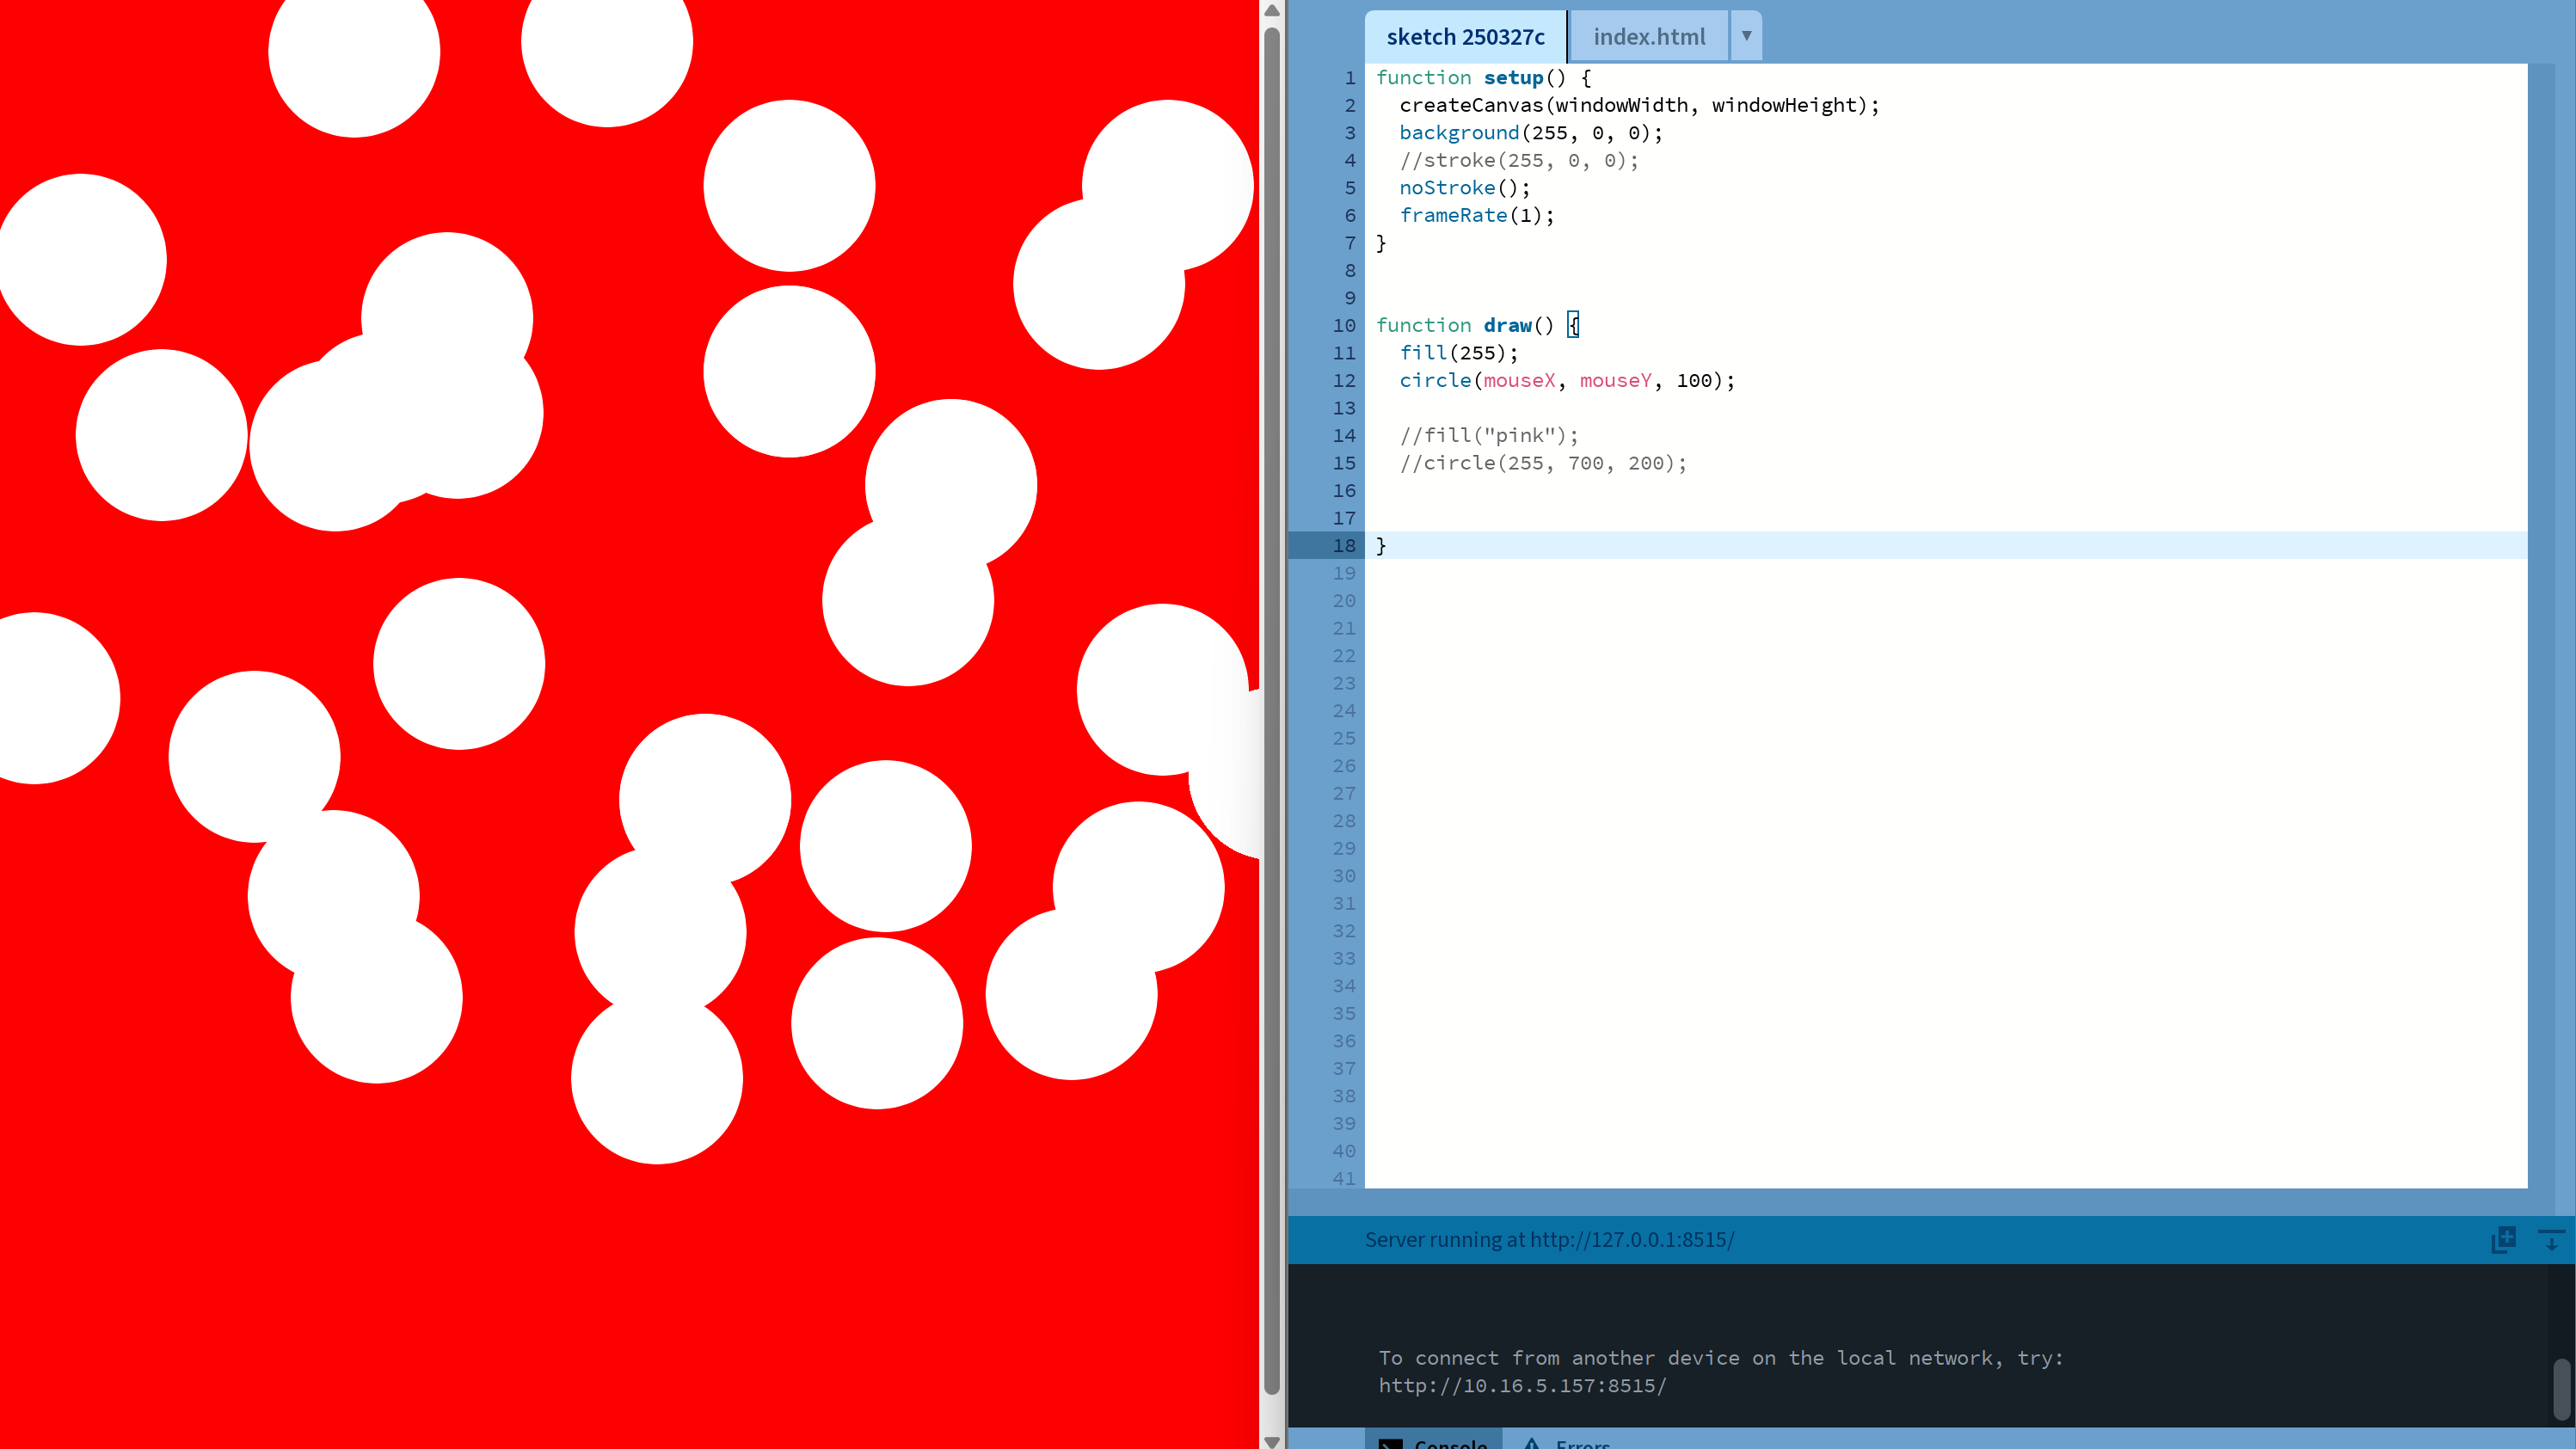 sketch 250327c index.html ▼
1 function setup() {
2 createCanvas(windowWidth, windowHeight);
3 background(255, 0, 0);
4 //stroke(255, 0, 0);
5 noStroke();
6 frameRate(1);
7 }
8
9
10 function draw() {
11 fill(255);
12 circle(mouseX, mouseY, 100);
13
14 //fill("pink");
15 //circle(255, 700, 200);
16
17
18 }
19
20
21
22
23
24
25
26
27
28
29
30
31
32
33
34
35
36
37
38
39
40
41
Server running at http://127.0.0.1:8515/
To connect from another device on the local network, try:
http://10.16.5.157:8515/
Console Errors